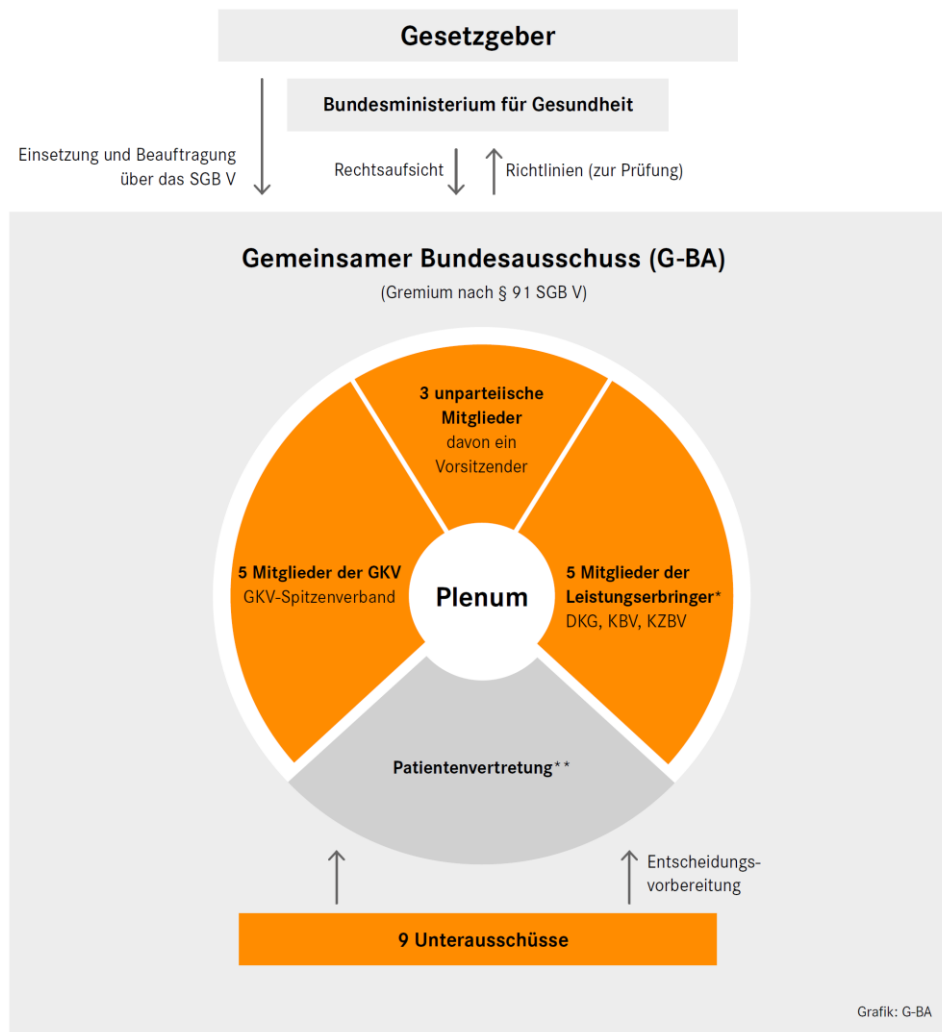 Gesetzgeber
Bundesministerium für Gesundheit
Einsetzung und Beauftragung
über das SGB V
Rechtsaufsicht
Richtlinien (zur Prüfung)
Gemeinsamer Bundesausschuss (G-BA)
(Gremium nach § 91 SGB V)
3 unparteiische
Mitglieder
davon ein
Vorsitzender
5 Mitglieder der GKV
GKV-Spitzenverband
Plenum
5 Mitglieder der
Leistungserbringer*
DKG, KBV, KZBV
Patientenvertretung**
Entscheidungs-
vorbereitung
9 Unterausschüsse
Grafik: G-BA